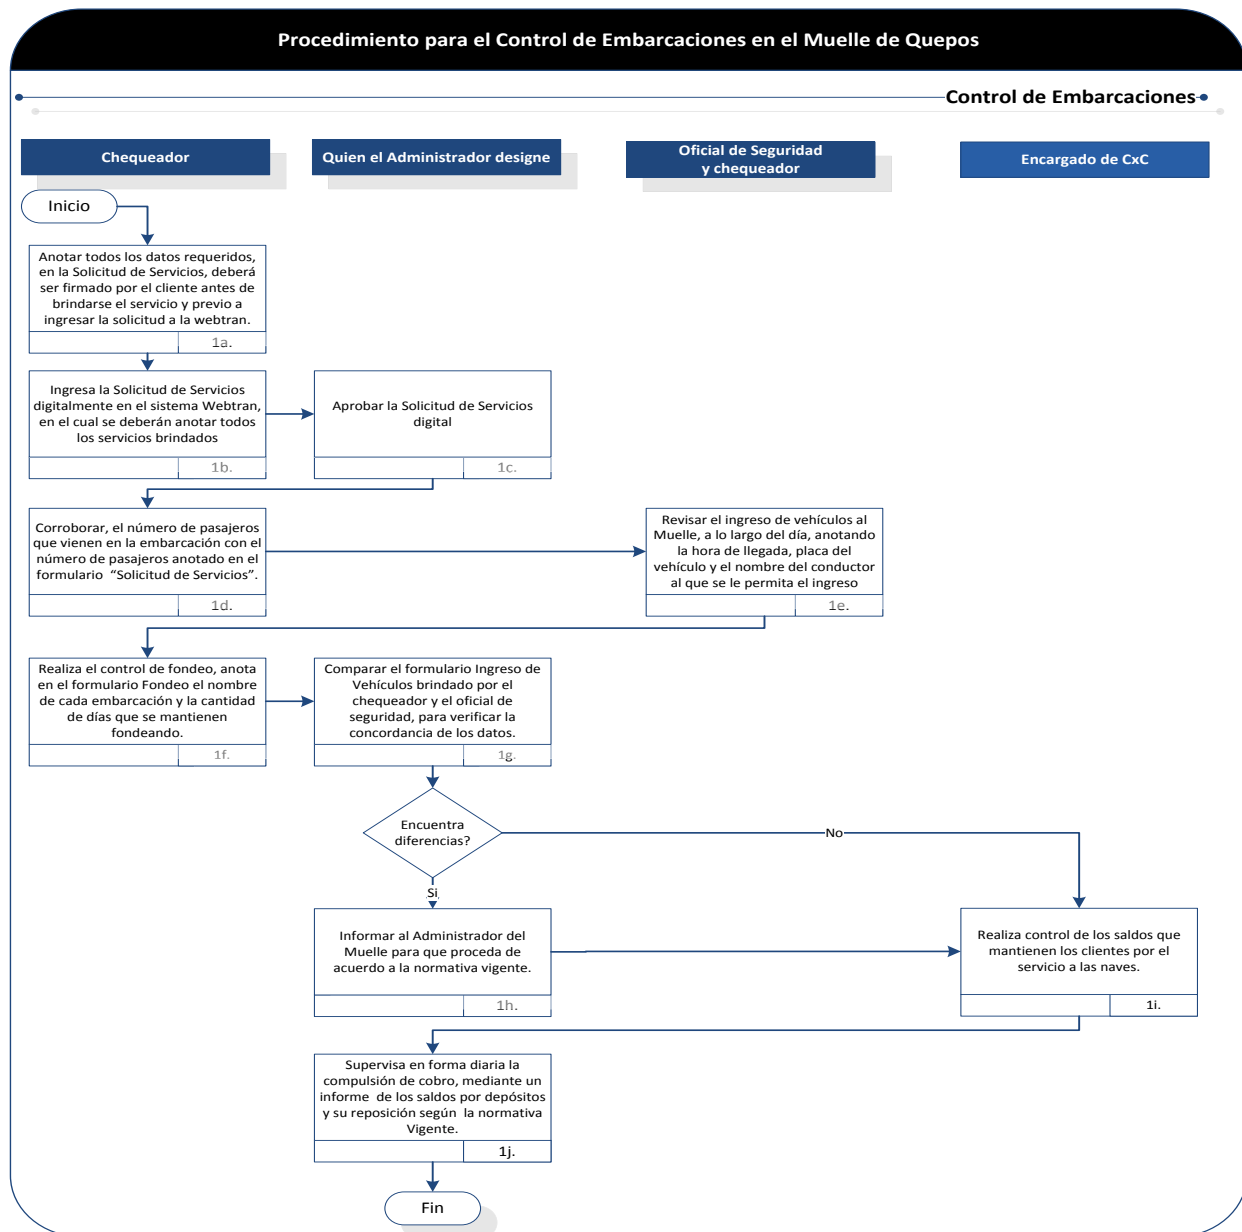 Procedimiento para el Control de Embarcaciones en el Muelle de Quepos
Control de Embarcaciones
Chequeador
Quien el Administrador designe
Oficial de Seguridad
y chequeador
Encargado de CxC
Inicio
Anotar todos los datos requeridos,
en la Solicitud de Servicios, deberá
ser firmado por el cliente antes de
brindarse el servicio y previo a
ingresar la solicitud a la webtran.
1a.
Ingresa la Solicitud de Servicios
digitalmente en el sistema Webtran,
en el cual se deberán anotar todos
los servicios brindados
1b.
Aprobar la Solicitud de Servicios
digital
1c.
Corroborar, el número de pasajeros
que vienen en la embarcación con el
número de pasajeros anotado en el
formulario “Solicitud de Servicios”.
1d.
Revisar el ingreso de vehículos al
Muelle, a lo largo del día, anotando
la hora de llegada, placa del
vehículo y el nombre del conductor
al que se le permita el ingreso
1e.
Realiza el control de fondeo, anota
en el formulario Fondeo el nombre
de cada embarcación y la cantidad
de días que se mantienen
fondeando.
1f.
Comparar el formulario Ingreso de
Vehículos brindado por el
chequeador y el oficial de
seguridad, para verificar la
concordancia de los datos.
1g.
Encuentra
diferencias?
No
Si
Informar al Administrador del
Muelle para que proceda de
acuerdo a la normativa vigente.
1h.
Realiza control de los saldos que
mantienen los clientes por el
servicio a las naves.
1i.
Supervisa en forma diaria la
compulsión de cobro, mediante un
informe de los saldos por depósitos
y su reposición según la normativa
Vigente.
1j.
Fin